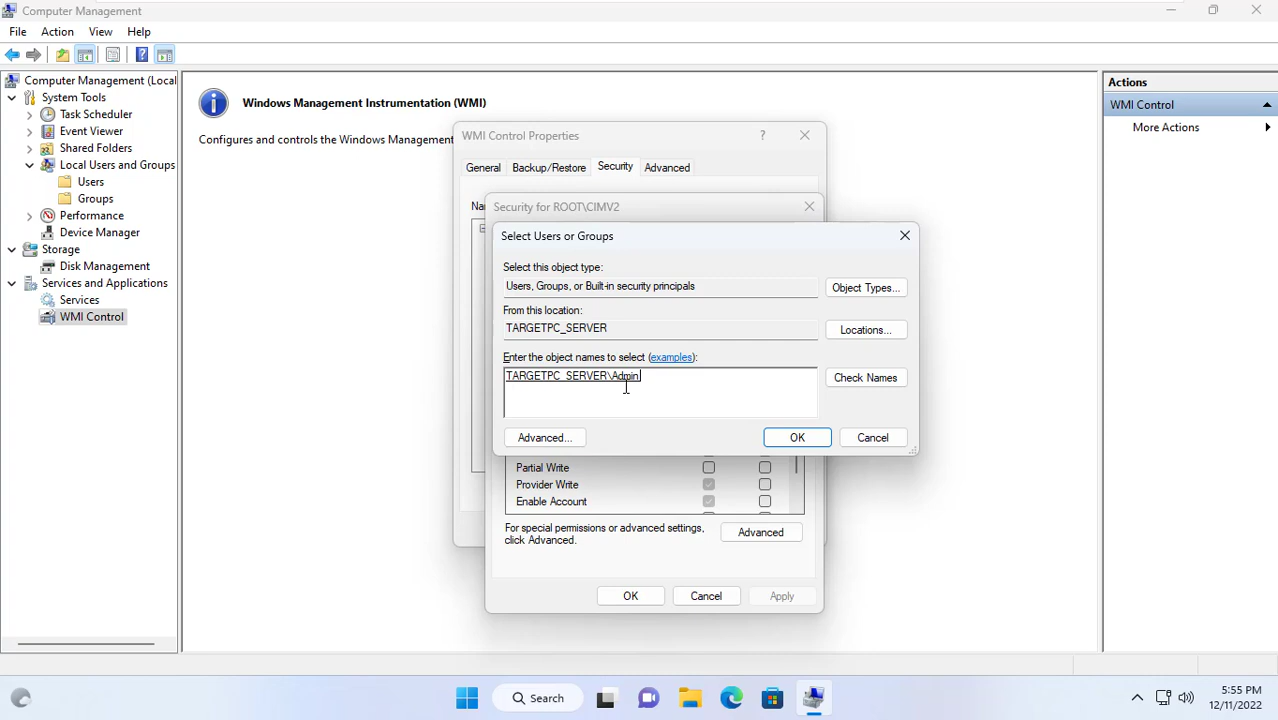 Computer Management
File Action View Help
Computer Management (Local
System Tools
Task Scheduler
Event Viewer
Shared Folders
Local Users and Groups
Users
Groups
Performance
Device Manager
Storage
Disk Management
Services and Applications
Services
WMI Control
Windows Management Instrumentation (WMI)
Configures and controls the Windows Management
WMI Control Properties
General Backup/Restore Security Advanced
Security for ROOT\CIMV2
Select Users or Groups
Select this object type:
Users, Groups, or Built-in security principals
Object Types...
From this location:
TARGETPC_SERVER
Locations...
Enter the object names to select (examples):
TARGETPC_SERVER\Admin
Check Names
Advanced...
OK
Cancel
Partial Write
Provider Write
Enable Account
For special permissions or advanced settings,
click Advanced.
Advanced
OK
Cancel
Apply
Actions
WMI Control
More Actions
Search
5:55 PM
12/11/2022